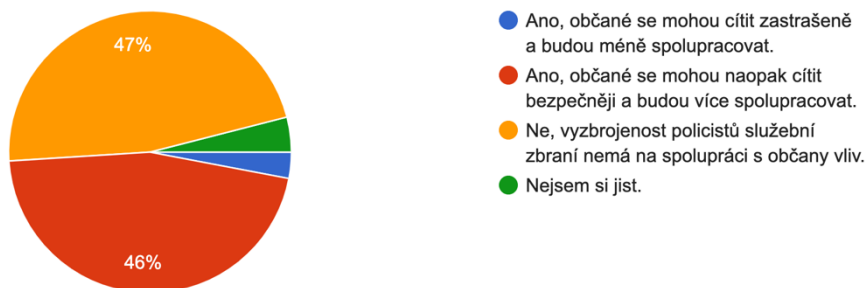 47%
46%
Ano, občané se mohou cítit zastrašeně
a budou méně spolupracovat.
Ano, občané se mohou naopak cítit
bezpečněji a budou více spolupracovat.
Ne, vyzbrojenost policistů služební
zbraní nemá na spolupráci s občany vliv.
Nejsem si jist.